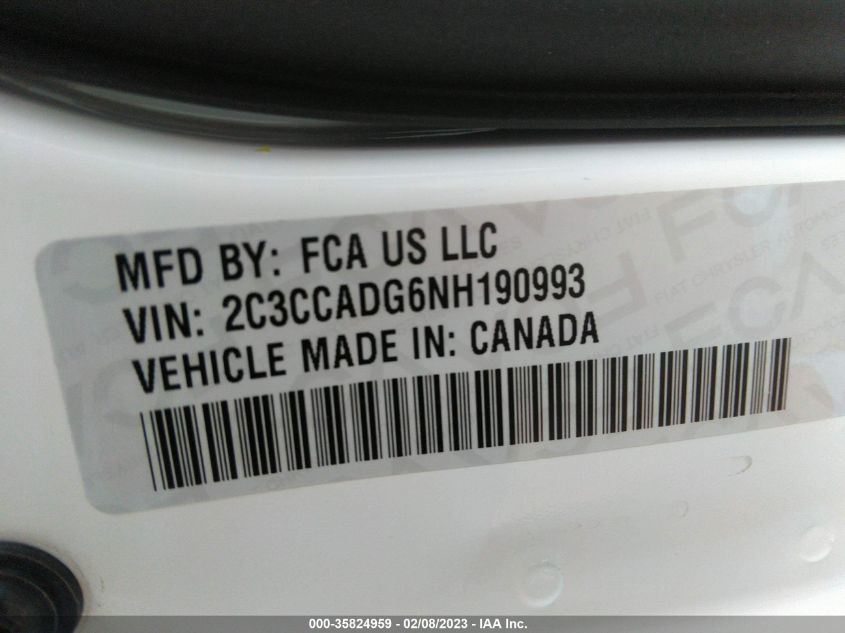 MFD BY: FCA US LLC
VIN: 2C3CCADG6NH190993
VEHICLE MADE IN: CANADA
000-35824959 - 02/08/2023 - IAA Inc.